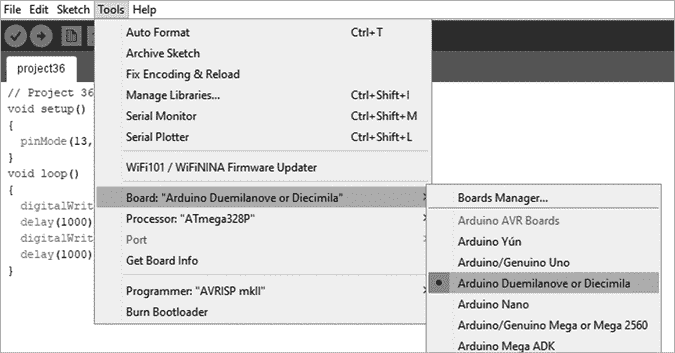 File Edit Sketch Tools Help
project36
// Project 36
void setup()
{
pinMode(13,
}
void loop()
{
digitalWrit
delay(1000)
digitalWrit
delay(1000)
}
Auto Format Ctrl+T
Archive Sketch
Fix Encoding & Reload
Manage Libraries... Ctrl+Shift+I
Serial Monitor Ctrl+Shift+M
Serial Plotter Ctrl+Shift+L
WiFi101 / WiFiNINA Firmware Updater
Board: "Arduino Duemilanove or Diecimila"
Processor: "ATmega328P"
Port
Get Board Info
Programmer: "AVRISP mkII"
Burn Bootloader
Boards Manager...
Arduino AVR Boards
Arduino Yún
Arduino/Genuino Uno
Arduino Duemilanove or Diecimila
Arduino Nano
Arduino/Genuino Mega or Mega 2560
Arduino Mega ADK